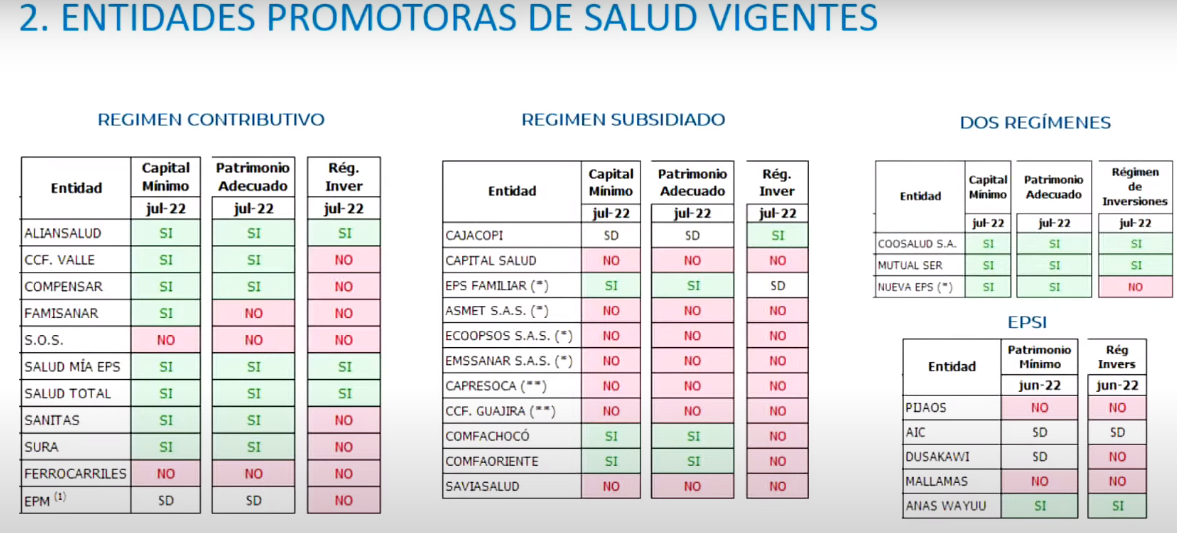 2. ENTIDADES PROMOTORAS DE SALUD VIGENTES
REGIMEN CONTRIBUTIVO
Entidad Capital Mínimo Patrimonio Adecuado Rég. Inver
jul-22 jul-22 jul-22
ALIANSALUD SI SI SI
CCF. VALLE SI SI NO
COMPENSAR SI SI NO
FAMISANAR SI NO NO
S.O.S. NO NO NO
SALUD MÍA EPS SI SI SI
SALUD TOTAL SI SI SI
SANITAS SI SI NO
SURA SI SI NO
FERROCARRILES NO NO NO
EPM (1) SD SD NO
REGIMEN SUBSIDIADO
Entidad Capital Mínimo Patrimonio Adecuado Rég. Inver
jul-22 jul-22 jul-22
CAJACOPI SD SD SI
CAPITAL SALUD NO NO NO
EPS FAMILIAR (*) SI SI SD
ASMET S.A.S. (*) NO NO NO
ECOOPSOS S.A.S. (*) NO NO NO
EMSSANAR S.A.S. (*) NO NO NO
CAPRESOCA (**) NO NO NO
CCF. GUAJIRA (**) NO NO NO
COMFACHOCÓ SI SI NO
COMFAORIENTE SI SI NO
SAVIASALUD NO NO NO
DOS REGÍMENES
Entidad Capital Mínimo Patrimonio Adecuado Régimen de Inversiones
jul-22 jul-22 jul-22
COOSALUD S.A. SI SI SI
MUTUAL SER SI SI SI
NUEVA EPS (*) SI SI NO
EPSI
Entidad Patrimonio Mínimo Rég Invers
jun-22 jun-22
PIJAOS NO NO
AIC SD SD
DUSAKAWI SD NO
MALLAMAS NO NO
ANAS WAYUU SI SI